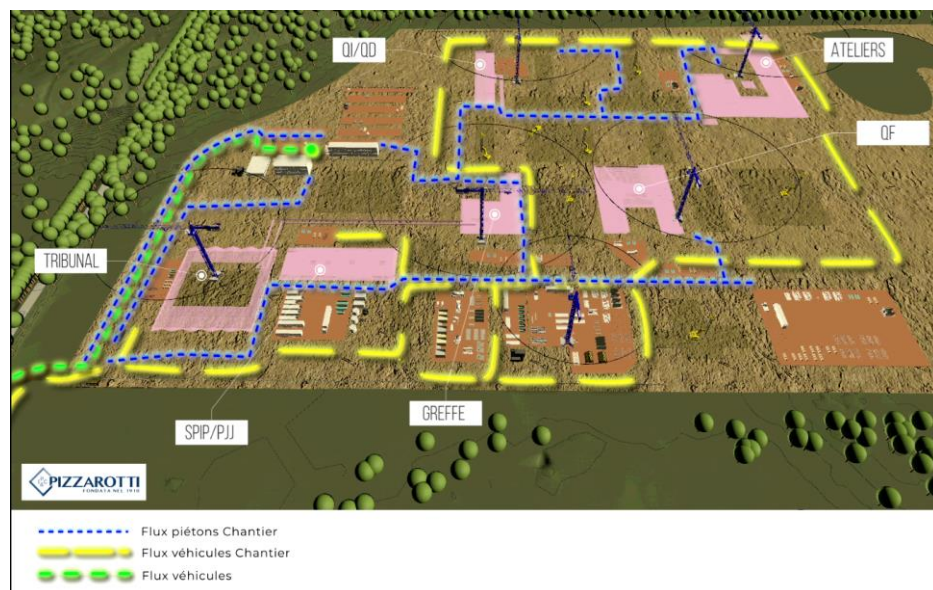 QI/QD
ATELIERS
QF
TRIBUNAL
SPIP/PJJ
GREFFE
PIZZAROTTI
FONDATA NEL 1910
Flux piétons Chantier
Flux véhicules Chantier
Flux véhicules